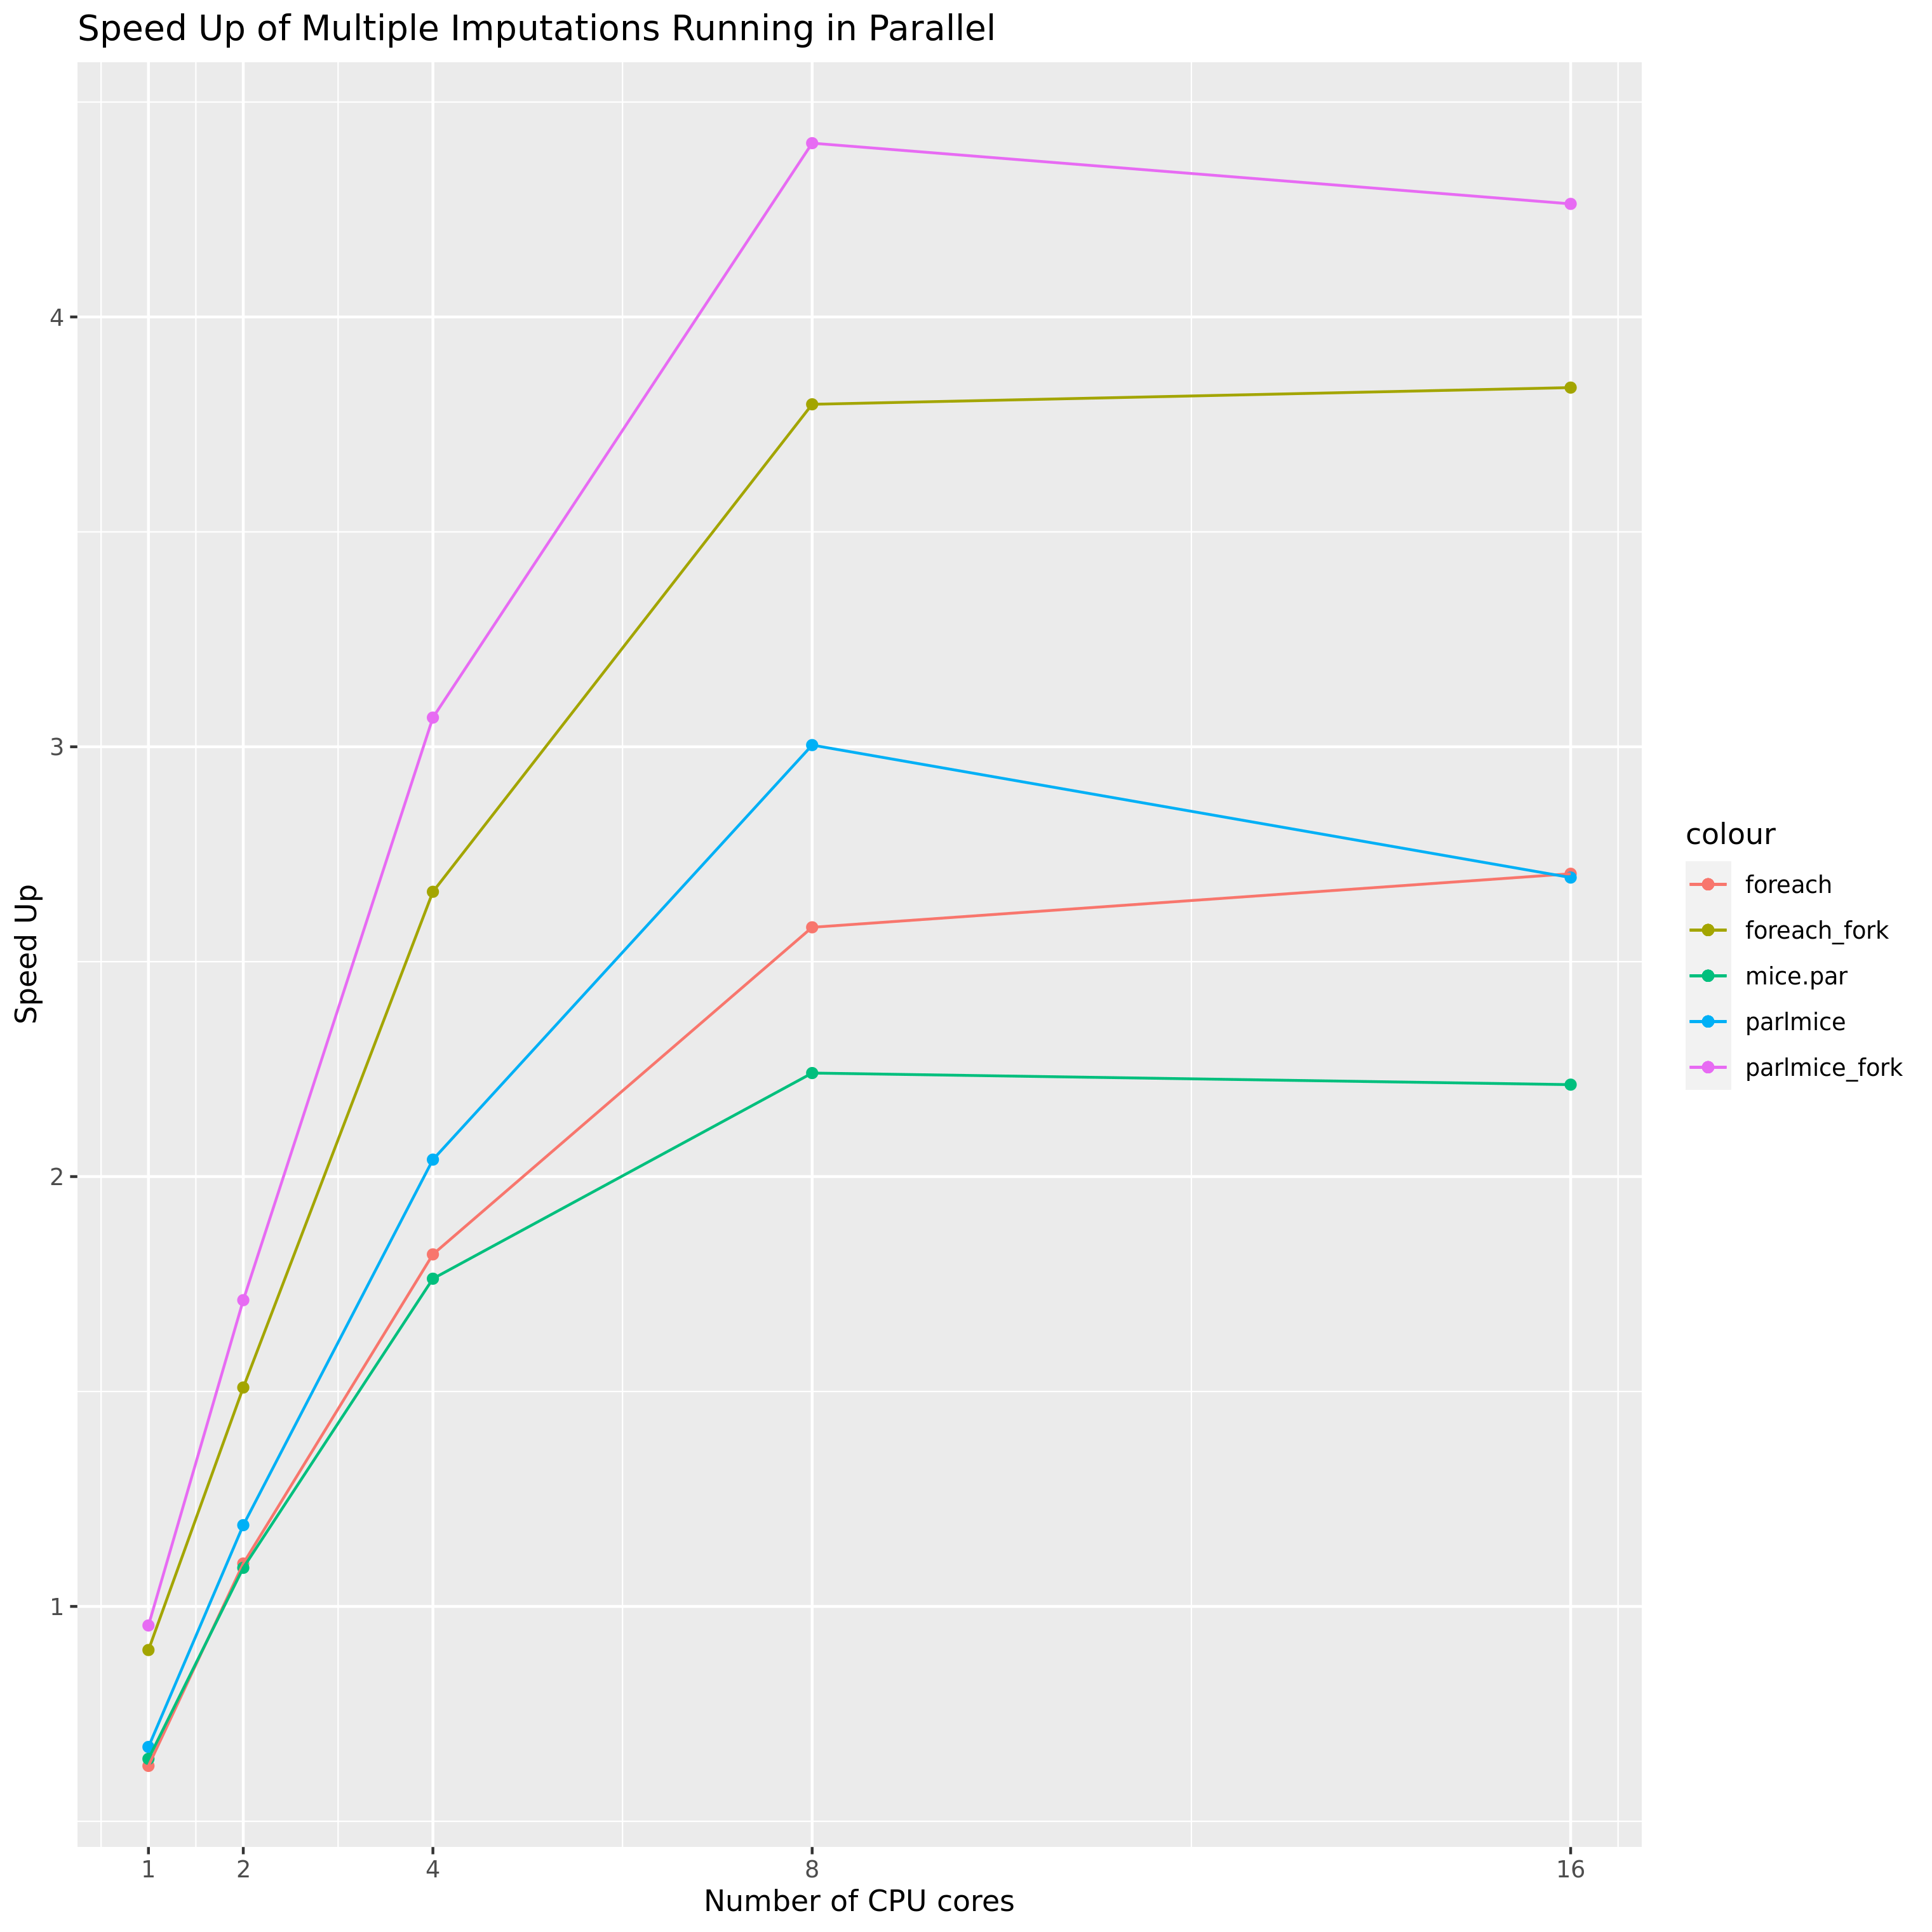 Speed Up of Multiple Imputations Running in Parallel
4
3
2
1
Speed Up
1 2 4 8 16
Number of CPU cores
colour
foreach
foreach_fork
mice.par
parlmice
parlmice_fork